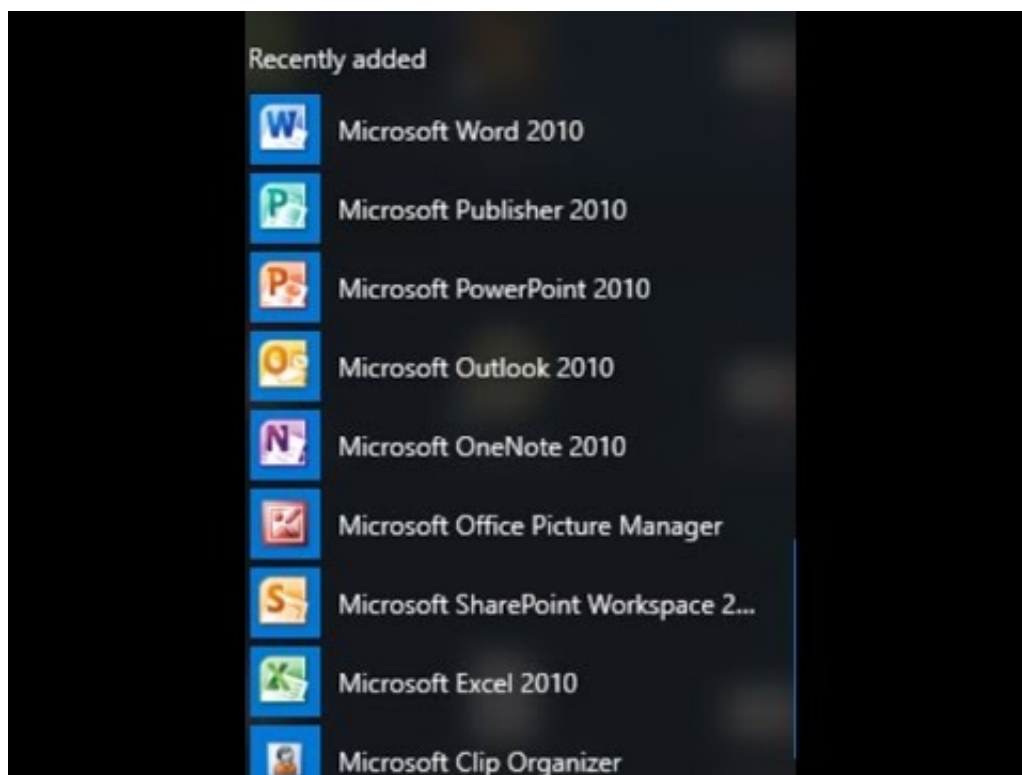 Recently added
Microsoft Word 2010
Microsoft Publisher 2010
Microsoft PowerPoint 2010
Microsoft Outlook 2010
Microsoft OneNote 2010
Microsoft Office Picture Manager
Microsoft SharePoint Workspace 2...
Microsoft Excel 2010
Microsoft Clip Organizer